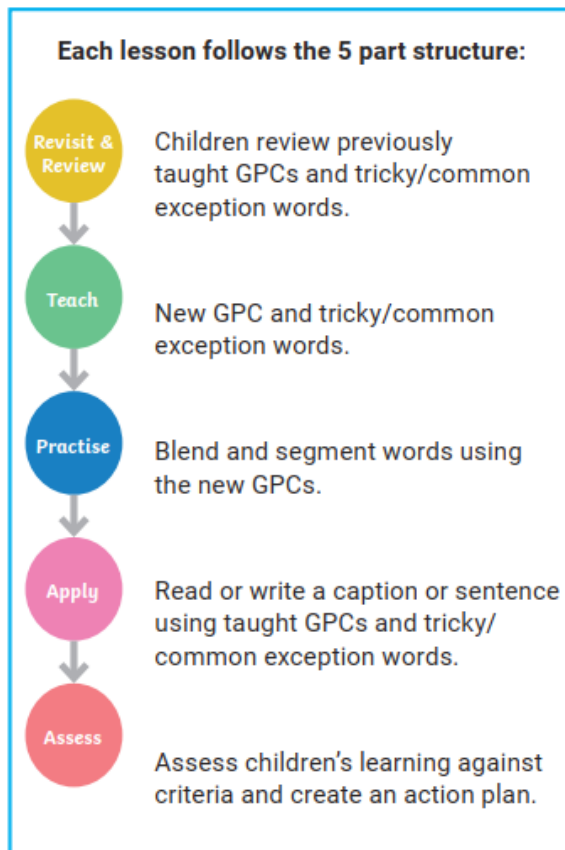 Each lesson follows the 5 part structure:
Revisit &
Review
Children review previously
taught GPCs and tricky/common
exception words.
Teach
New GPC and tricky/common
exception words.
Practise
Blend and segment words using
the new GPCs.
Apply
Read or write a caption or sentence
using taught GPCs and tricky/
common exception words.
Assess
Assess children’s learning against
criteria and create an action plan.